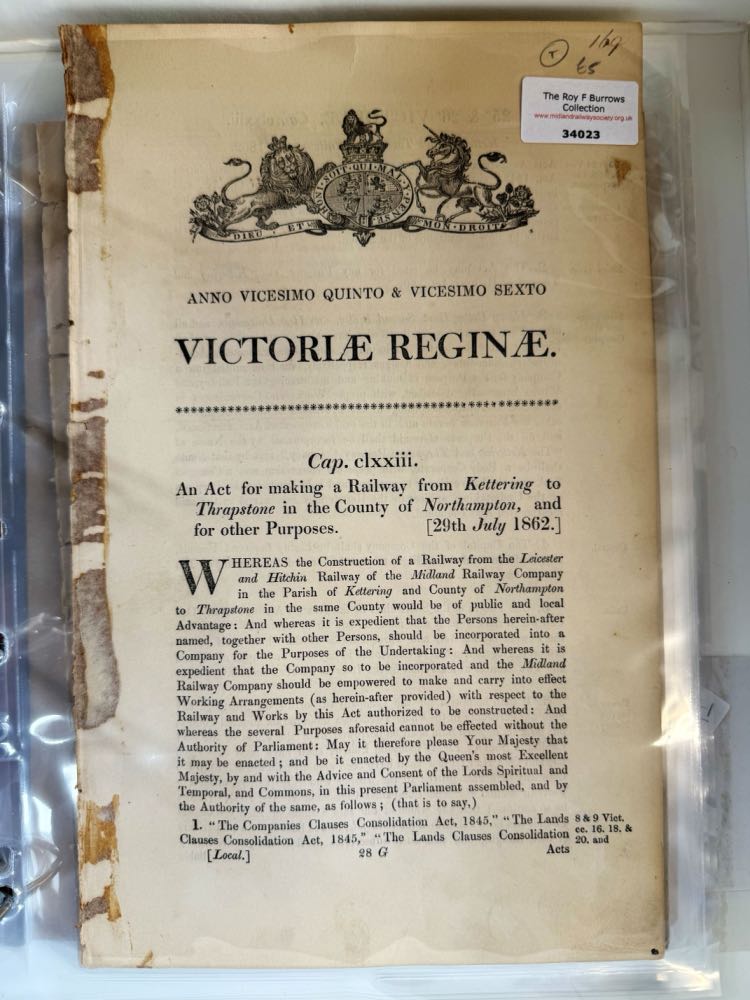 1/69
T
£5
The Roy F Burrows
Collection
www.midlandrailwaysociety.org.uk
34023
HONI·SOIT·QUI·MAL·Y·PENSE
DIEU ET MON DROIT
ANNO VICESIMO QUINTO & VICESIMO SEXTO
VICTORIÆ REGINÆ.
Cap. clxxiii.
An Act for making a Railway from Kettering to
Thrapstone in the County of Northampton, and
for other Purposes. [29th July 1862.]
WHEREAS the Construction of a Railway from the Leicester
and Hitchin Railway of the Midland Railway Company
in the Parish of Kettering and County of Northampton
to Thrapstone in the same County would be of public and local
Advantage: And whereas it is expedient that the Persons herein-after
named, together with other Persons, should be incorporated into a
Company for the Purposes of the Undertaking: And whereas it is
expedient that the Company so to be incorporated and the Midland
Railway Company should be empowered to make and carry into effect
Working Arrangements (as herein-after provided) with respect to the
Railway and Works by this Act authorized to be constructed: And
whereas the several Purposes aforesaid cannot be effected without the
Authority of Parliament: May it therefore please Your Majesty that
it may be enacted; and be it enacted by the Queen's most Excellent
Majesty, by and with the Advice and Consent of the Lords Spiritual and
Temporal, and Commons, in this present Parliament assembled, and by
the Authority of the same, as follows; (that is to say,)
1. "The Companies Clauses Consolidation Act, 1845," "The Lands
Clauses Consolidation Act, 1845," "The Lands Clauses Consolidation
8 & 9 Vict.
cc. 16. 18. &
20. and
[Local.] 28 G Acts